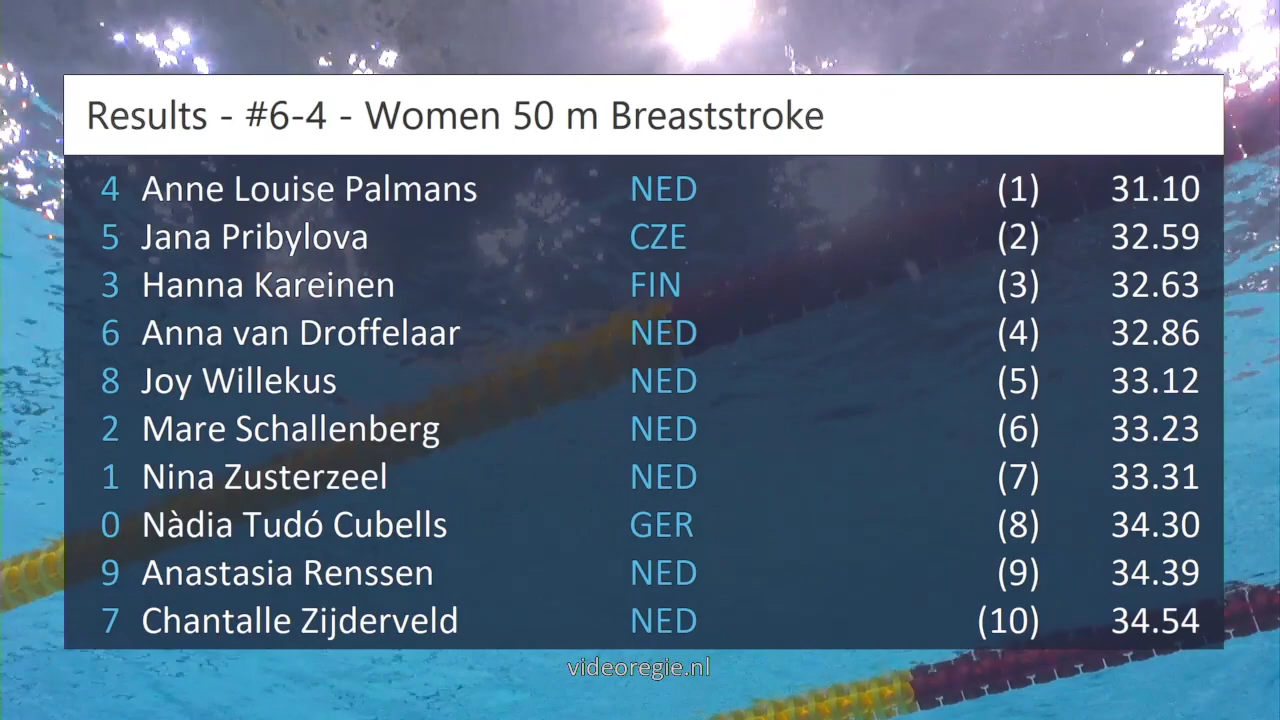 Results - #6-4 - Women 50 m Breaststroke
4 Anne Louise Palmans NED (1) 31.10
5 Jana Pribylova CZE (2) 32.59
3 Hanna Kareinen FIN (3) 32.63
6 Anna van Droffelaar NED (4) 32.86
8 Joy Willekus NED (5) 33.12
2 Mare Schallenberg NED (6) 33.23
1 Nina Zusterzeel NED (7) 33.31
0 Nàdia Tudó Cubells GER (8) 34.30
9 Anastasia Renssen NED (9) 34.39
7 Chantalle Zijderveld NED (10) 34.54
videoregie.nl